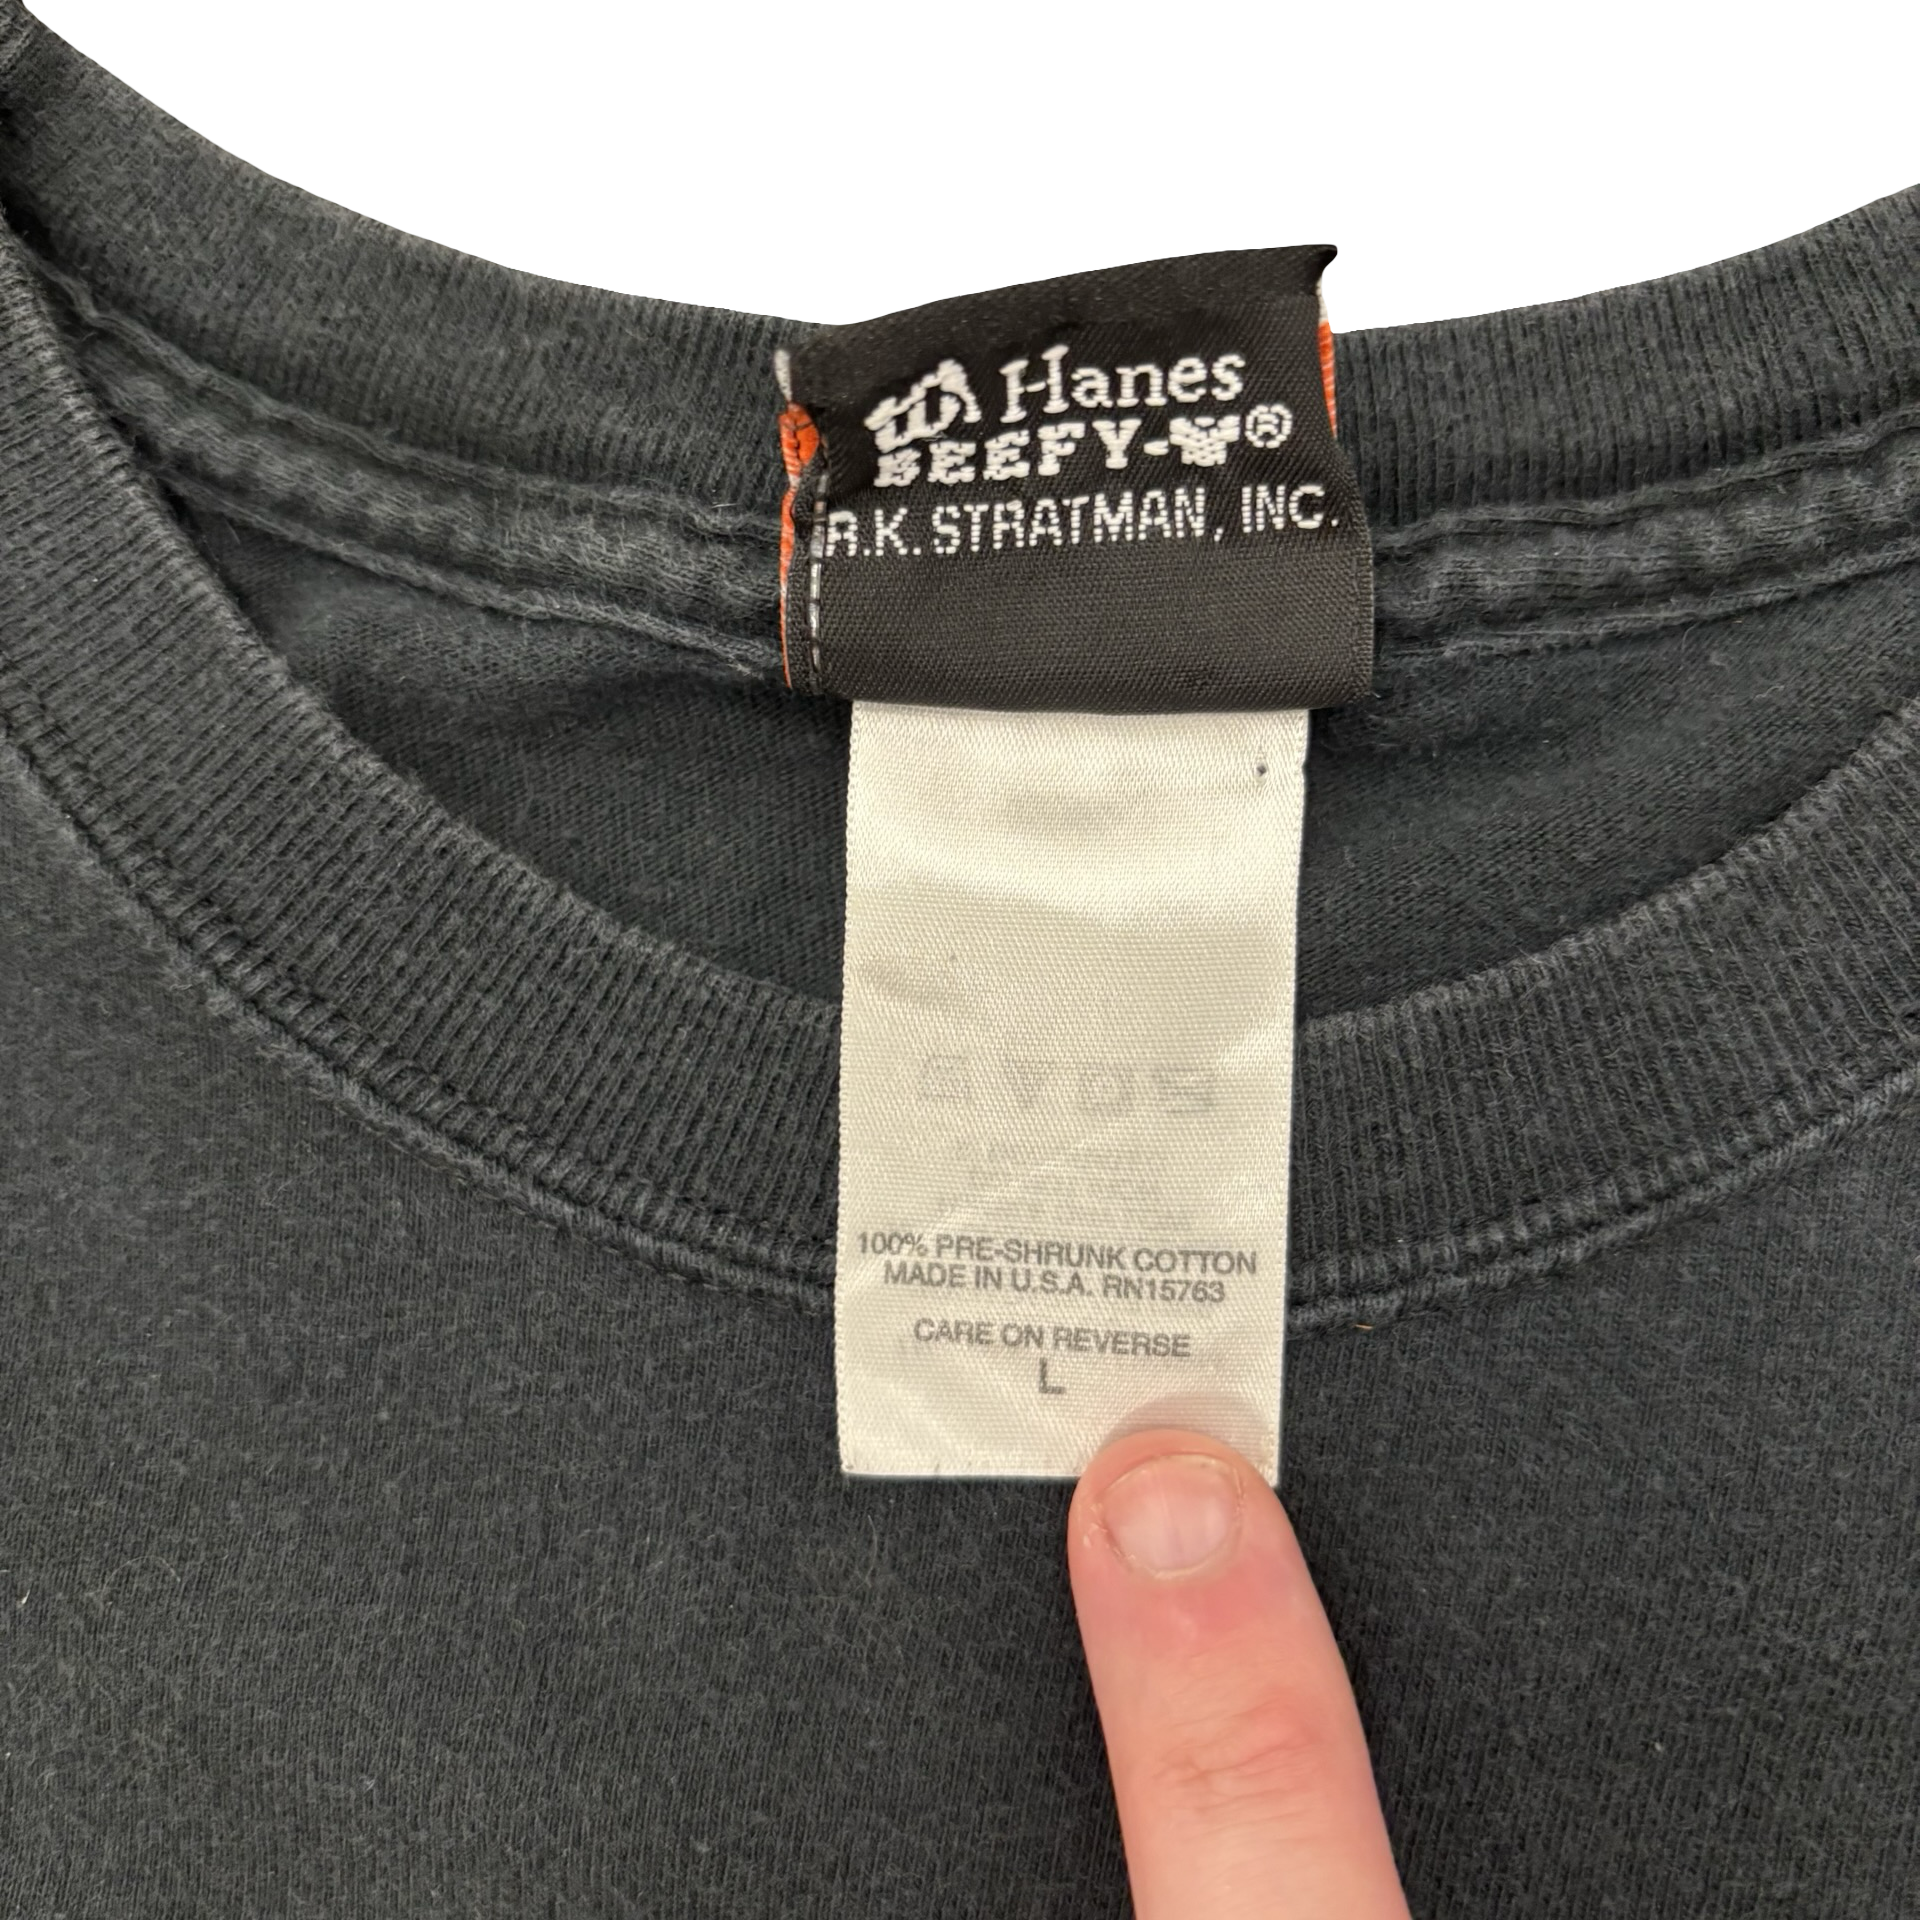 Hanes
BEEFY-T®
R.K. STRATMAN, INC.
100% PRE-SHRUNK COTTON
MADE IN U.S.A. RN15763
CARE ON REVERSE
L